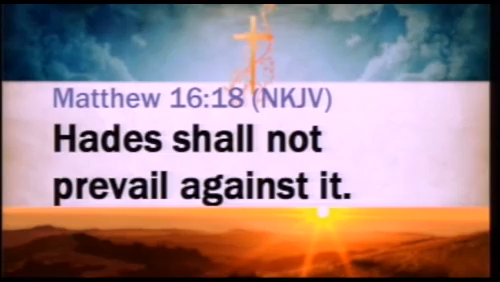 Matthew 16:18 (NKJV)
Hades shall not
prevail against it.